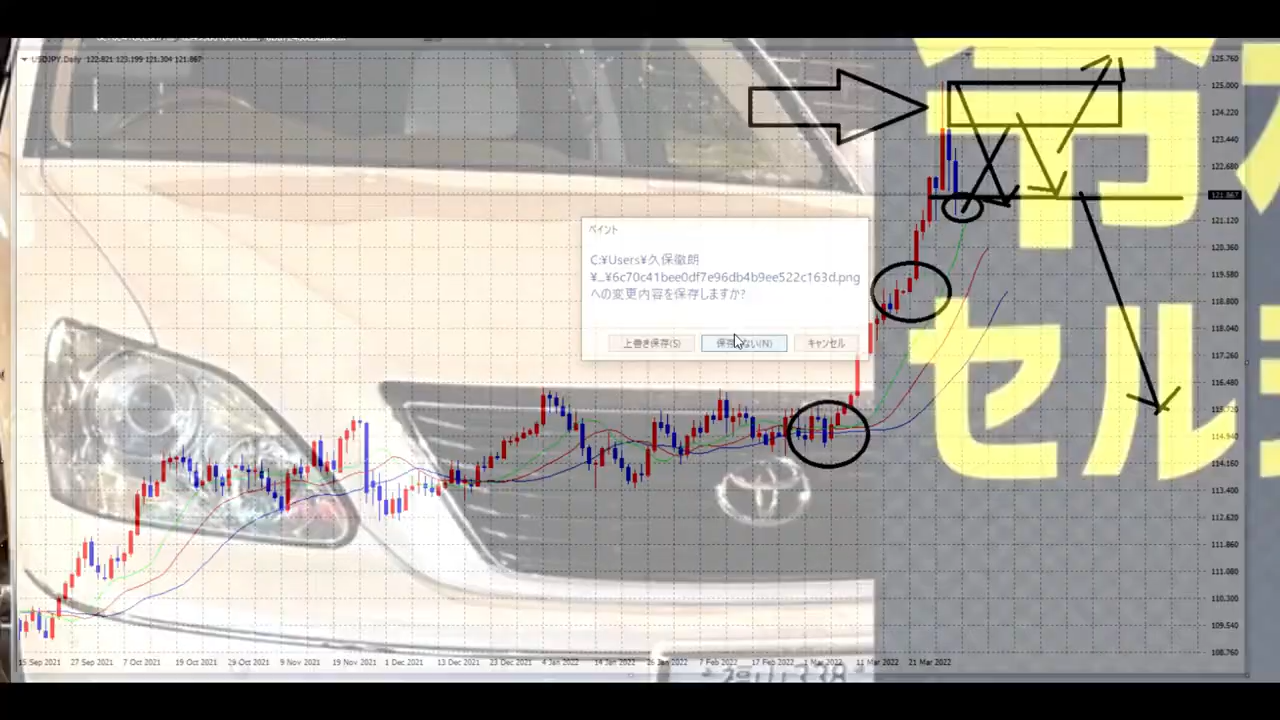 USDJPY,Daily 122.821 123.199 121.304 121.867
125.760
125.000
124.220
123.440
122.680
121.867
121.120
120.360
119.580
118.800
118.040
117.260
116.480
115.720
114.940
114.160
113.400
112.620
111.860
111.080
110.300
109.540
108.760
ペイント
C:¥Users¥久保徹朗
¥_¥6c70c41bee0df7e96db4b9ee522c163d.png
への変更内容を保存しますか?
上書き保存(S)
保存しない(N)
キャンセル
セル
15 Sep 2021 27 Sep 2021 7 Oct 2021 19 Oct 2021 29 Oct 2021 9 Nov 2021 19 Nov 2021 1 Dec 2021 13 Dec 2021 23 Dec 2021 4 Jan 2022 14 Jan 2022 26 Jan 2022 7 Feb 2022 17 Feb 2022 1 Mar 2022 11 Mar 2022 21 Mar 2022